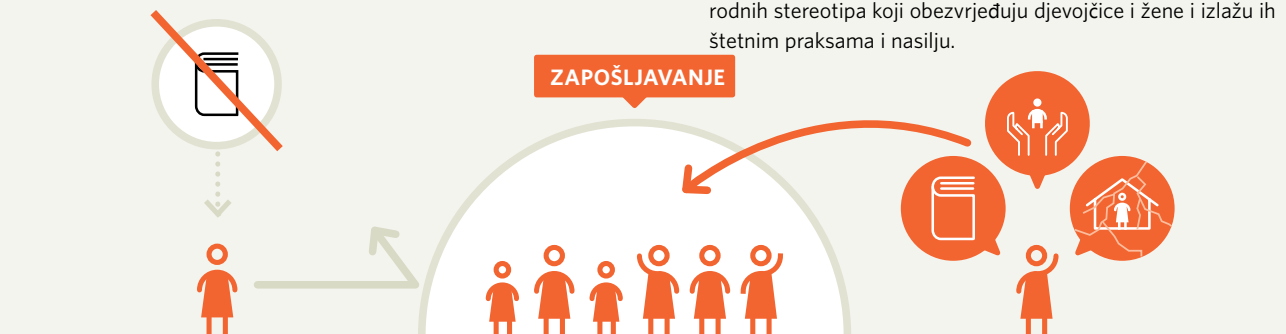 rodnih stereotipa koji obezvrjeđuju djevojčice i žene i izlažu ih
štetnim praksama i nasilju.
ZAPOŠLJAVANJE